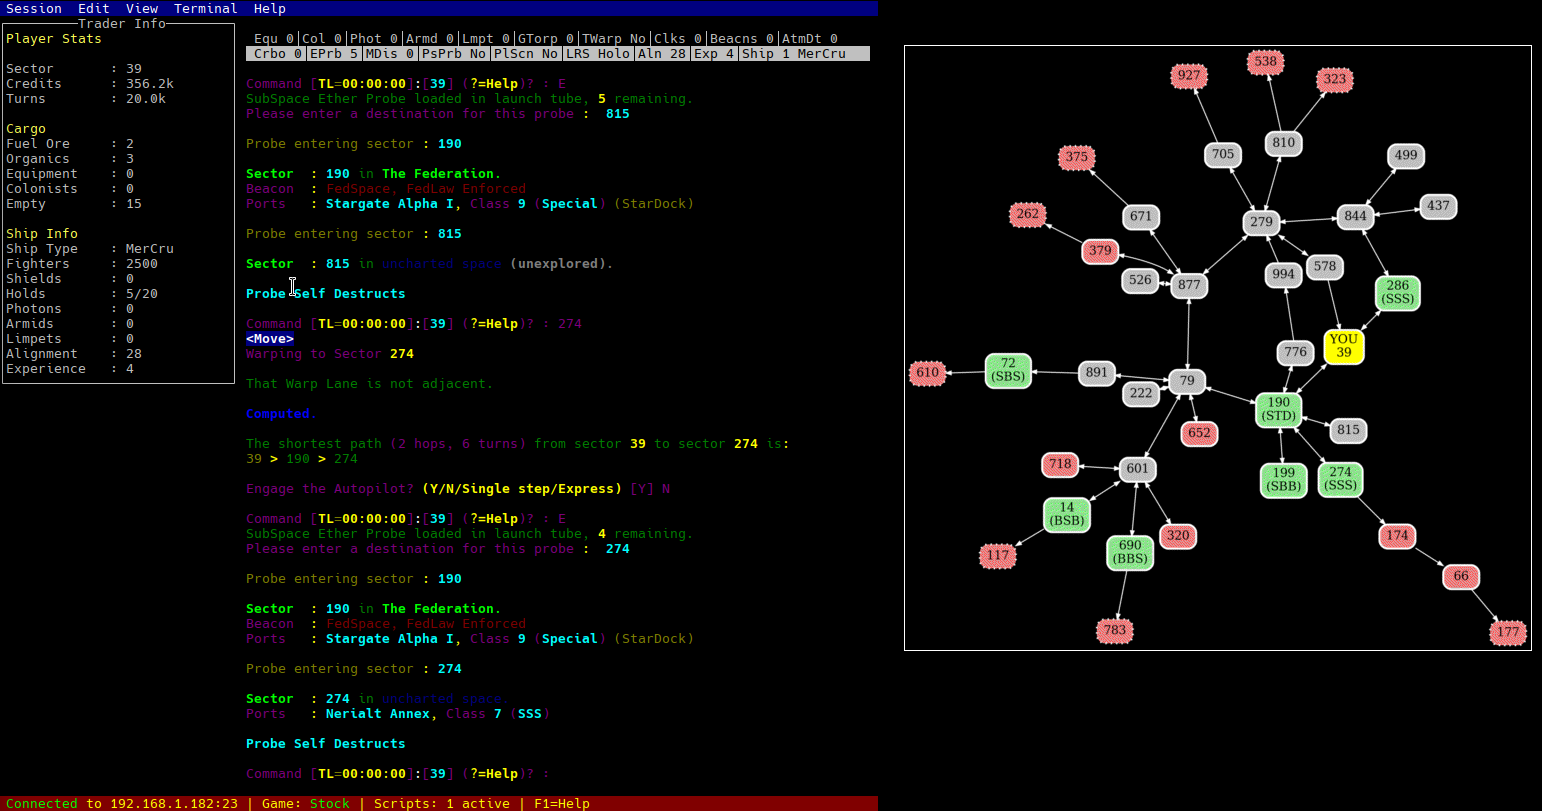 Session  Edit  View  Terminal  Help
Trader Info
Player Stats
Sector : 39
Credits : 356.2k
Turns : 20.0k
Cargo
Fuel Ore : 2
Organics : 3
Equipment : 0
Colonists : 0
Empty : 15
Ship Info
Ship Type : MerCru
Fighters : 2500
Shields : 0
Holds : 5/20
Photons : 0
Armids : 0
Limpets : 0
Alignment : 28
Experience : 4
Equ 0|Col 0|Phot 0|Armd 0|Lmpt 0|GTorp 0|TWarp No|Clks 0|Beacns 0|AtmDt 0
Crbo 0|EPrb 5|MDis 0|PsPrb No|PlScn No|LRS Holo|Aln 28|Exp 4|Ship 1 MerCru
Command [TL=00:00:00]:[39] (?=Help)? : E
SubSpace Ether Probe loaded in launch tube, 5 remaining.
Please enter a destination for this probe : 815
Probe entering sector : 190
Sector : 190 in The Federation.
Beacon : FedSpace, FedLaw Enforced
Ports : Stargate Alpha I, Class 9 (Special) (StarDock)
Probe entering sector : 815
Sector : 815 in uncharted space (unexplored).
Probe Self Destructs
Command [TL=00:00:00]:[39] (?=Help)? : 274
<Move>
Warping to Sector 274
That Warp Lane is not adjacent.
Computed.
The shortest path (2 hops, 6 turns) from sector 39 to sector 274 is:
39 > 190 > 274
Engage the Autopilot? (Y/N/Single step/Express) [Y] N
Command [TL=00:00:00]:[39] (?=Help)? : E
SubSpace Ether Probe loaded in launch tube, 4 remaining.
Please enter a destination for this probe : 274
Probe entering sector : 190
Sector : 190 in The Federation.
Beacon : FedSpace, FedLaw Enforced
Ports : Stargate Alpha I, Class 9 (Special) (StarDock)
Probe entering sector : 274
Sector : 274 in uncharted space.
Ports : Nerialt Annex, Class 7 (SSS)
Probe Self Destructs
Command [TL=00:00:00]:[39] (?=Help)? :
Connected to 192.168.1.182:23 | Game: Stock | Scripts: 1 active | F1=Help
538
927
323
810
705
499
375
437
262
671
279
844
379
578
994
526
877
286
(SSS)
YOU
39
776
72
(SBS)
610
891
79
222
190
(STD)
652
815
718
601
199
(SBB)
274
(SSS)
14
(BSB)
320
174
117
690
(BBS)
66
783
177